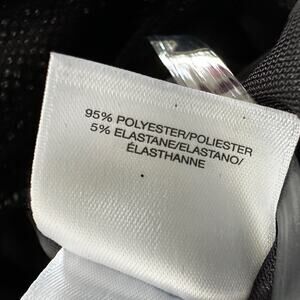 95% POLYESTER/POLIESTER
5% ELASTANE/ELASTANO/
ÉLASTHANNE